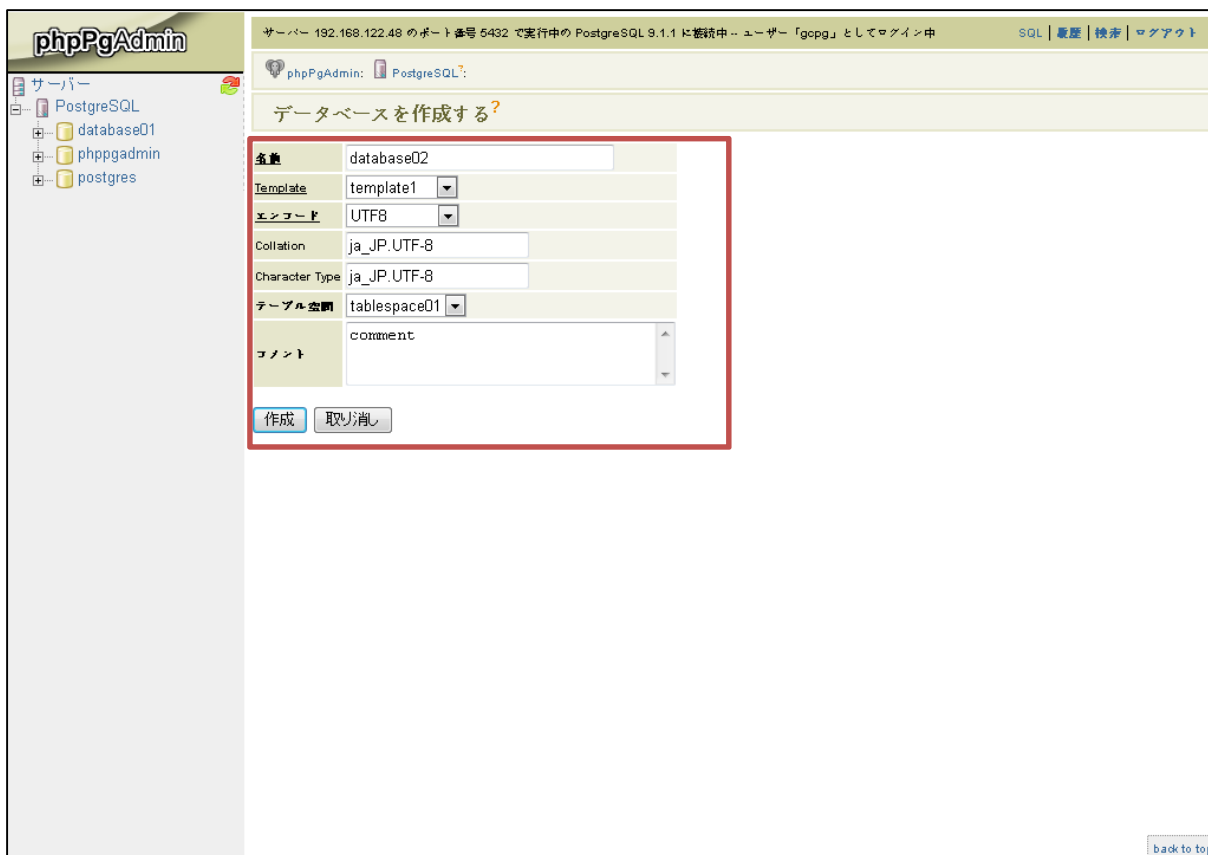 phpPgAdmin
サーバー 192.168.122.48 のポート番号 5432 で実行中の PostgreSQL 9.1.1 に接続中 -- ユーザー「gcpg」としてログイン中
SQL | 履歴 | 検索 | ログアウト
サーバー
PostgreSQL
database01
phppgadmin
postgres
phpPgAdmin: PostgreSQL?:
データベースを作成する?
名前 database02
Template template1
エンコード UTF8
Collation ja_JP.UTF-8
Character Type ja_JP.UTF-8
テーブル空間 tablespace01
コメント comment
作成 取り消し
back to top